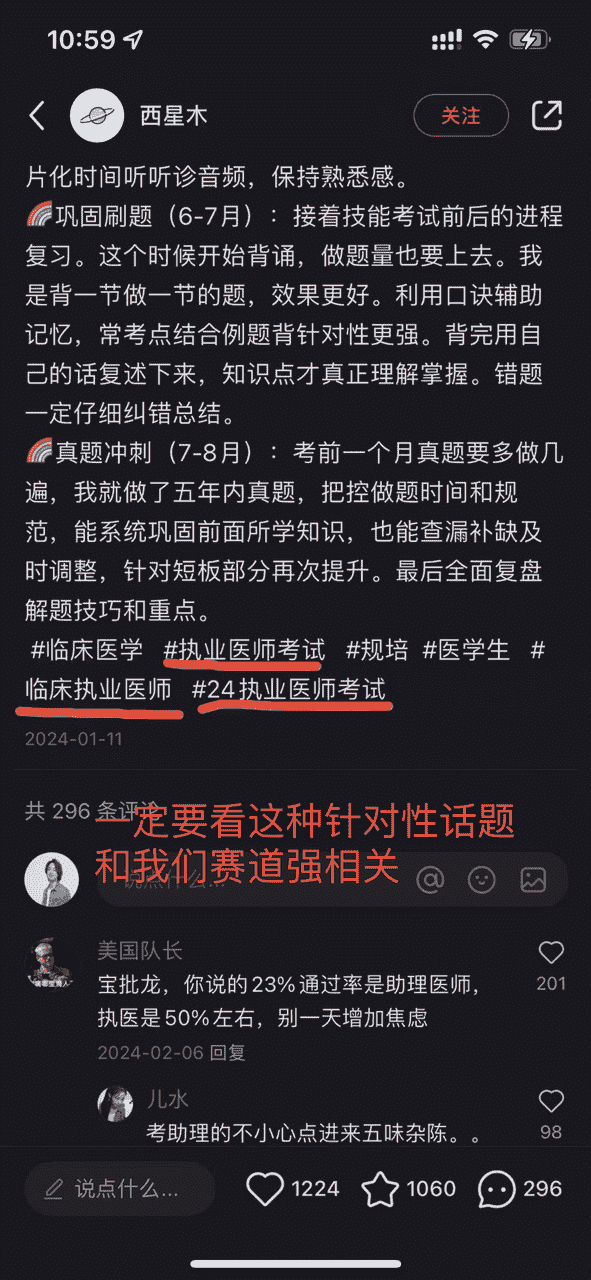 10:59
西星木
关注
片化时间听听诊音频，保持熟悉感。
🌈巩固刷题（6-7月）：接着技能考试前后的进程
复习。这个时候开始背诵，做题量也要上去。我
是背一节做一节的题，效果更好。利用口诀辅助
记忆，常考点结合例题背针对性更强。背完用自
己的话复述下来，知识点才真正理解掌握。错题
一定仔细纠错总结。
🌈真题冲刺（7-8月）：考前一个月真题要多做几
遍，我就做了五年内真题，把控做题时间和规
范，能系统巩固前面所学知识，也能查漏补缺及
时调整，针对短板部分再次提升。最后全面复盘
解题技巧和重点。
#临床医学 #执业医师考试 #规培 #医学生 #
临床执业医师 #24执业医师考试
2024-01-11
共 296 条评论
一定要看这种针对性话题
和我们赛道强相关
说点什么...
美国队长
宝批龙，你说的23%通过率是助理医师，
执医是50%左右，别一天增加焦虑
201
2024-02-06 回复
儿水
考助理的不小心点进来五味杂陈。。
98
说点什么...
1224
1060
296